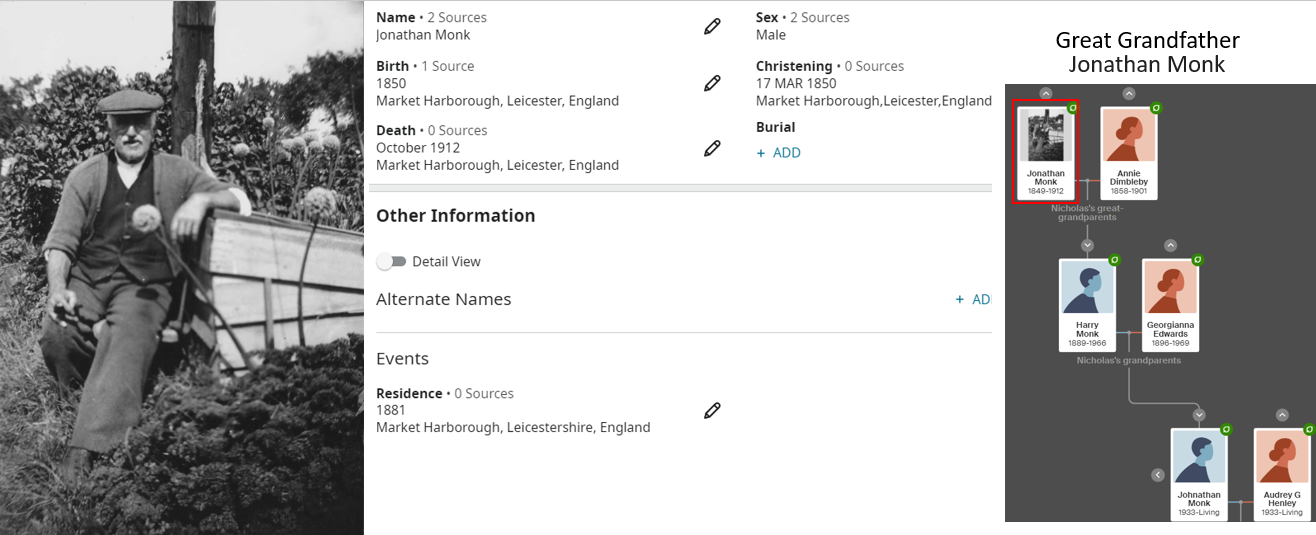 Name • 2 Sources
Jonathan Monk
Sex • 2 Sources
Male
Birth • 1 Source
1850
Market Harborough, Leicester, England
Christening • 0 Sources
17 MAR 1850
Market Harborough,Leicester,England
Death • 0 Sources
October 1912
Market Harborough, Leicester, England
Burial
+ ADD
Other Information
Detail View
Alternate Names
+ AD
Events
Residence • 0 Sources
1881
Market Harborough, Leicestershire, England
Great Grandfather
Jonathan Monk
Jonathan
Monk
1849-1912
Annie
Dimbleby
1858-1901
Nicholas's great-
grandparents
Harry
Monk
1889-1966
Georgianna
Edwards
1896-1969
Nicholas's grandparents
Johnathan
Monk
1933-Living
Audrey G
Henley
1933-Living